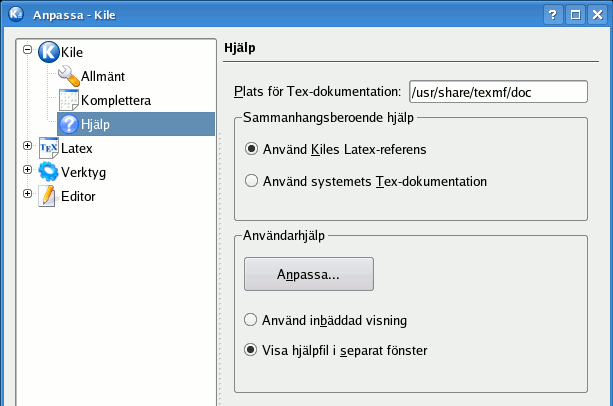 Anpassa - Kile
Kile
Allmänt
Komplettera
Hjälp
Latex
Verktyg
Editor
Hjälp
Plats för Tex-dokumentation: /usr/share/texmf/doc
Sammanhangsberoende hjälp
Använd Kiles Latex-referens
Använd systemets Tex-dokumentation
Användarhjälp
Anpassa...
Använd inbäddad visning
Visa hjälpfil i separat fönster